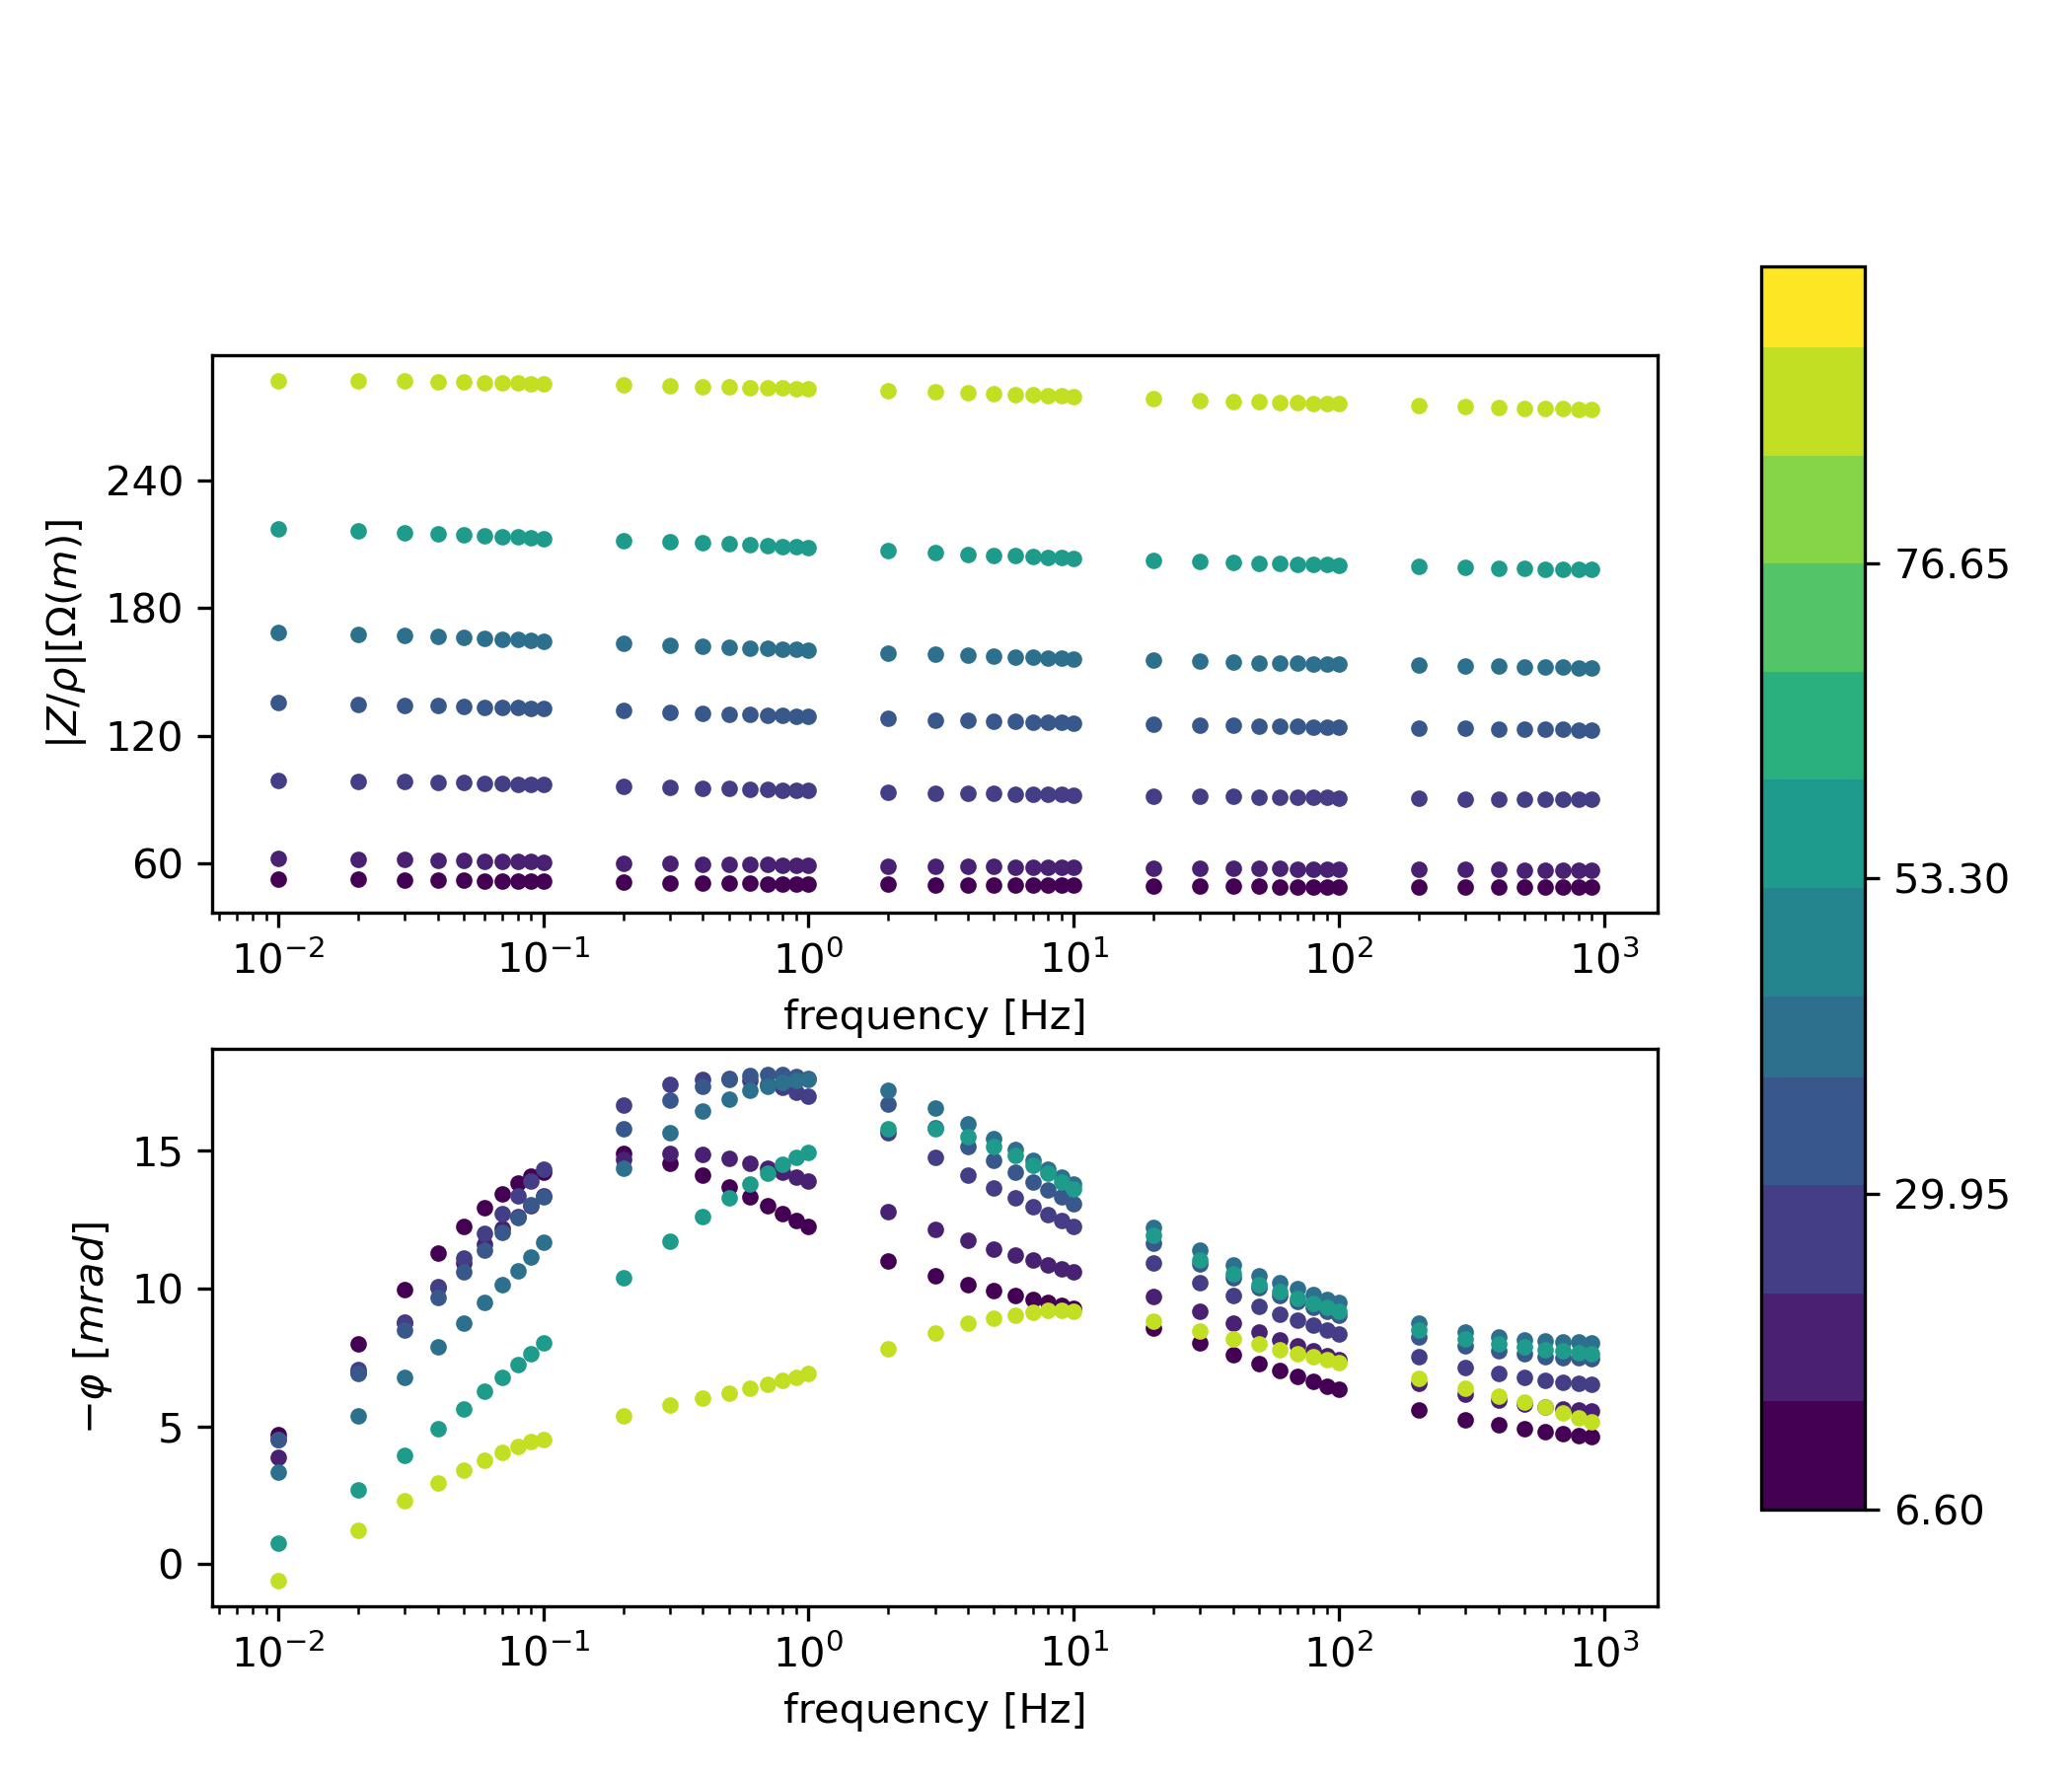 240
180
120
60
|Z/ρ|[Ω(m)]
10⁻² 10⁻¹ 10⁰ 10¹ 10² 10³
frequency [Hz]
15
10
5
0
−φ [mrad]
10⁻² 10⁻¹ 10⁰ 10¹ 10² 10³
frequency [Hz]
76.65
53.30
29.95
6.60